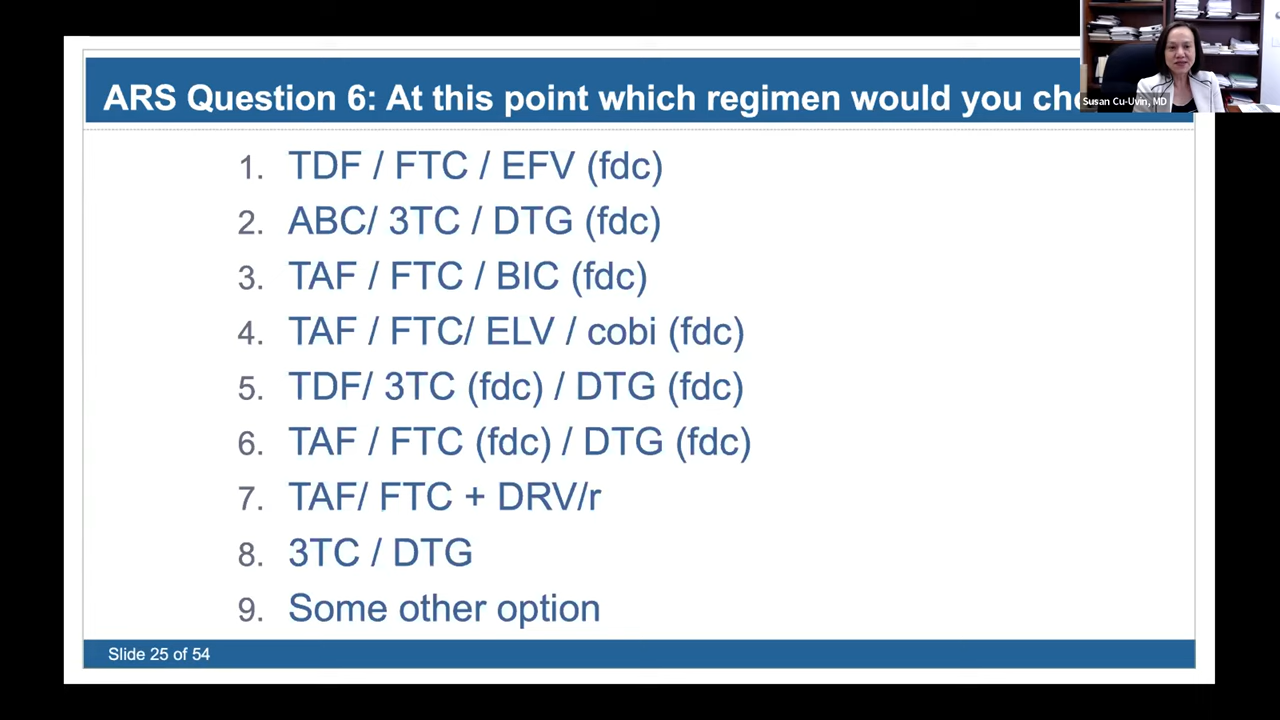 ARS Question 6: At this point which regimen would you
Susan Cu-Uvin, MD
1. TDF / FTC / EFV (fdc)
2. ABC/ 3TC / DTG (fdc)
3. TAF / FTC / BIC (fdc)
4. TAF / FTC/ ELV / cobi (fdc)
5. TDF/ 3TC (fdc) / DTG (fdc)
6. TAF / FTC (fdc) / DTG (fdc)
7. TAF/ FTC + DRV/r
8. 3TC / DTG
9. Some other option
Slide 25 of 54